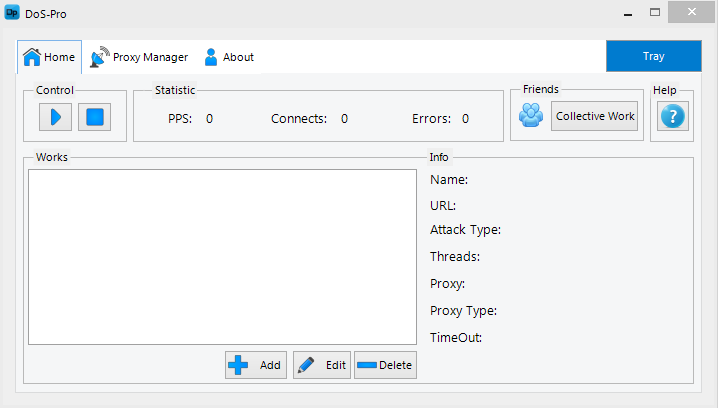 Dp DoS-Pro
Home Proxy Manager About Tray
Control Statistic Friends Help
PPS: 0 Connects: 0 Errors: 0 Collective Work ?
Works Info
Name:
URL:
Attack Type:
Threads:
Proxy:
Proxy Type:
TimeOut:
Add Edit Delete